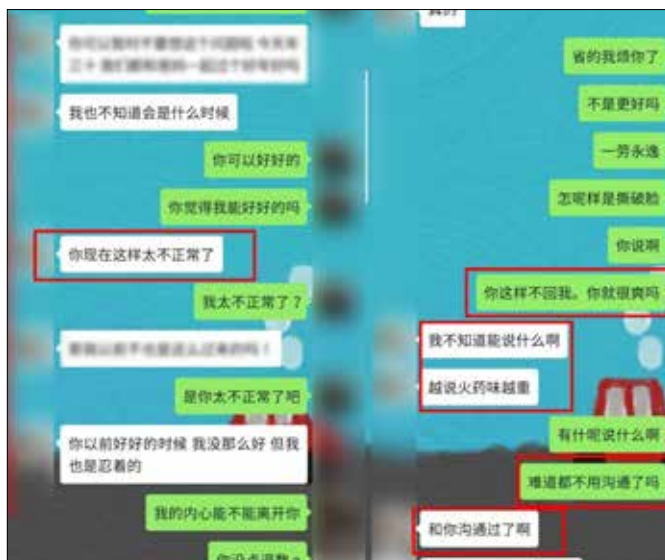 我也不知道会是什么时候
你可以好好的
你觉得我能好好的吗
你现在这样太不正常了
我太不正常了？
是你太不正常了吧
你以前好好的时候 我没那么好 但我
也是忍着的
我的内心能不能离开你
省的我烦你了
不是更好吗
一劳永逸
怎呢样是撕破脸
你说啊
你这样不回我。你就很爽吗
我不知道能说什么啊
越说火药味越重
有什呢说什么啊
难道都不用沟通了吗
和你沟通过了啊